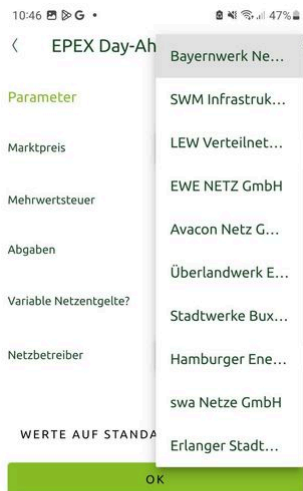 10:46 G • 47%
EPEX Day-Ah
Parameter
Marktpreis
Mehrwertsteuer
Abgaben
Variable Netzentgelte?
Netzbetreiber
WERTE AUF STANDA
Bayernwerk Ne...
SWM Infrastruk...
LEW Verteilnet...
EWE NETZ GmbH
Avacon Netz G...
Überlandwerk E...
Stadtwerke Bux...
Hamburger Ene...
swa Netze GmbH
Erlanger Stadt...
OK